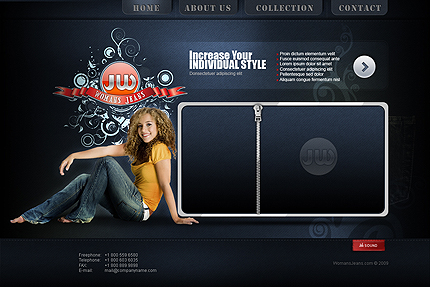 HOME
ABOUT US
COLLECTION
CONTACT
Increase Your
INDIVIDUAL STYLE
Consectetuer adipiscing elit
Proin dictum elementum velit
Fusce euismod consequat ante
Lorem ipsum dolor sit amet
Consectetuer adipiscing elit
Pellentesque sed dolor
Aliquam congue fermentum nisl
JW
WOMANS JEANS
JW
SOUND
Freephone: +1 800 559 6580
Telephone: +1 800 603 6035
FAX: +1 800 889 9898
E-mail: mail@companyname.com
WomansJeans.com © 2009